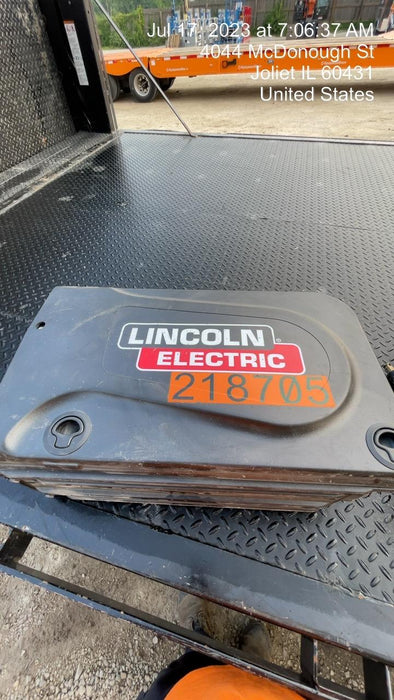 Jul 17, 2023 at 7:06:37 AM
4044 McDonough St
Joliet IL 60431
United States
LINCOLN
ELECTRIC
218705